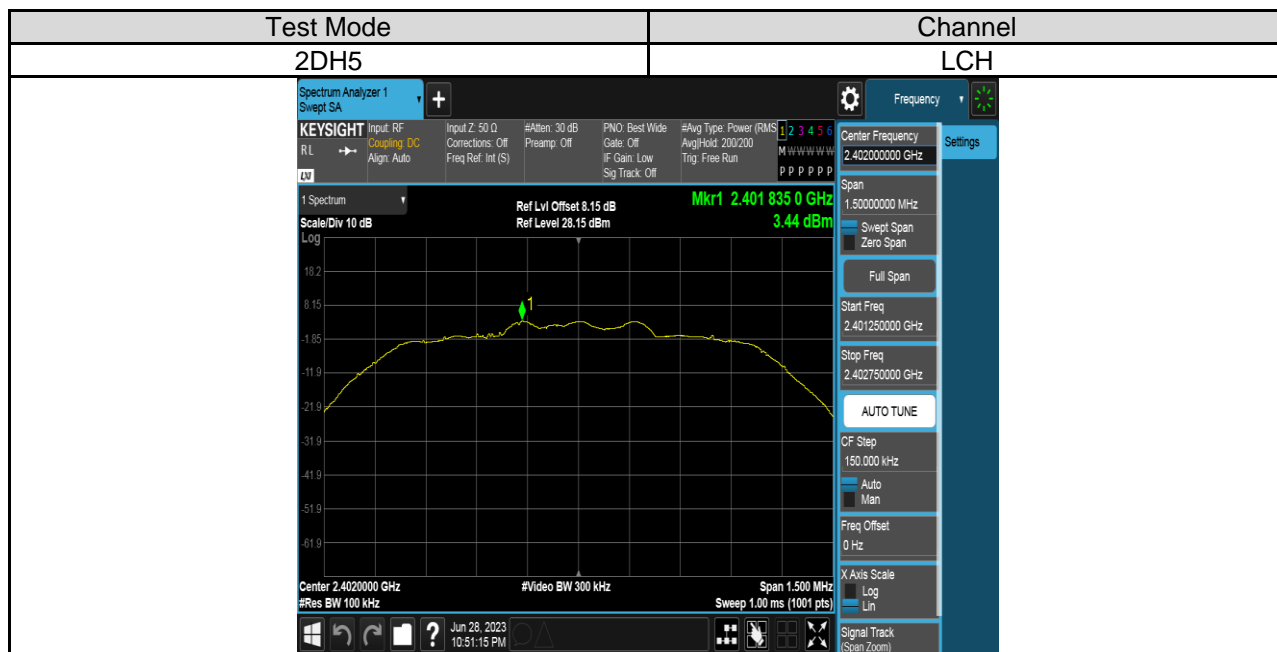 Test Mode Channel
2DH5 LCH
Spectrum Analyzer 1
Swept SA
+
Frequency
KEYSIGHT Input: RF Input Z: 50 Ω #Atten: 30 dB PNO: Best Wide #Avg Type: Power (RMS 1 2 3 4 5 6
RL Coupling: DC Corrections: Off Preamp: Off Gate: Off Avg|Hold: 200/200 M W W W W W
Align: Auto Freq Ref: Int (S) IF Gain: Low Trig: Free Run
LXI Sig Track: Off P P P P P P
1 Spectrum Ref Lvl Offset 8.15 dB Mkr1 2.401 835 0 GHz
Scale/Div 10 dB Ref Level 28.15 dBm 3.44 dBm
Log
18.2
8.15
1
-1.85
-11.9
-21.9
-31.9
-41.9
-51.9
-61.9
Center 2.4020000 GHz #Video BW 300 kHz Span 1.500 MHz
#Res BW 100 kHz Sweep 1.00 ms (1001 pts)
?
Jun 28, 2023
10:51:15 PM
Center Frequency
2.402000000 GHz
Settings
Span
1.50000000 MHz
Swept Span
Zero Span
Full Span
Start Freq
2.401250000 GHz
Stop Freq
2.402750000 GHz
AUTO TUNE
CF Step
150.000 kHz
Auto
Man
Freq Offset
0 Hz
X Axis Scale
Log
Lin
Signal Track
(Span Zoom)